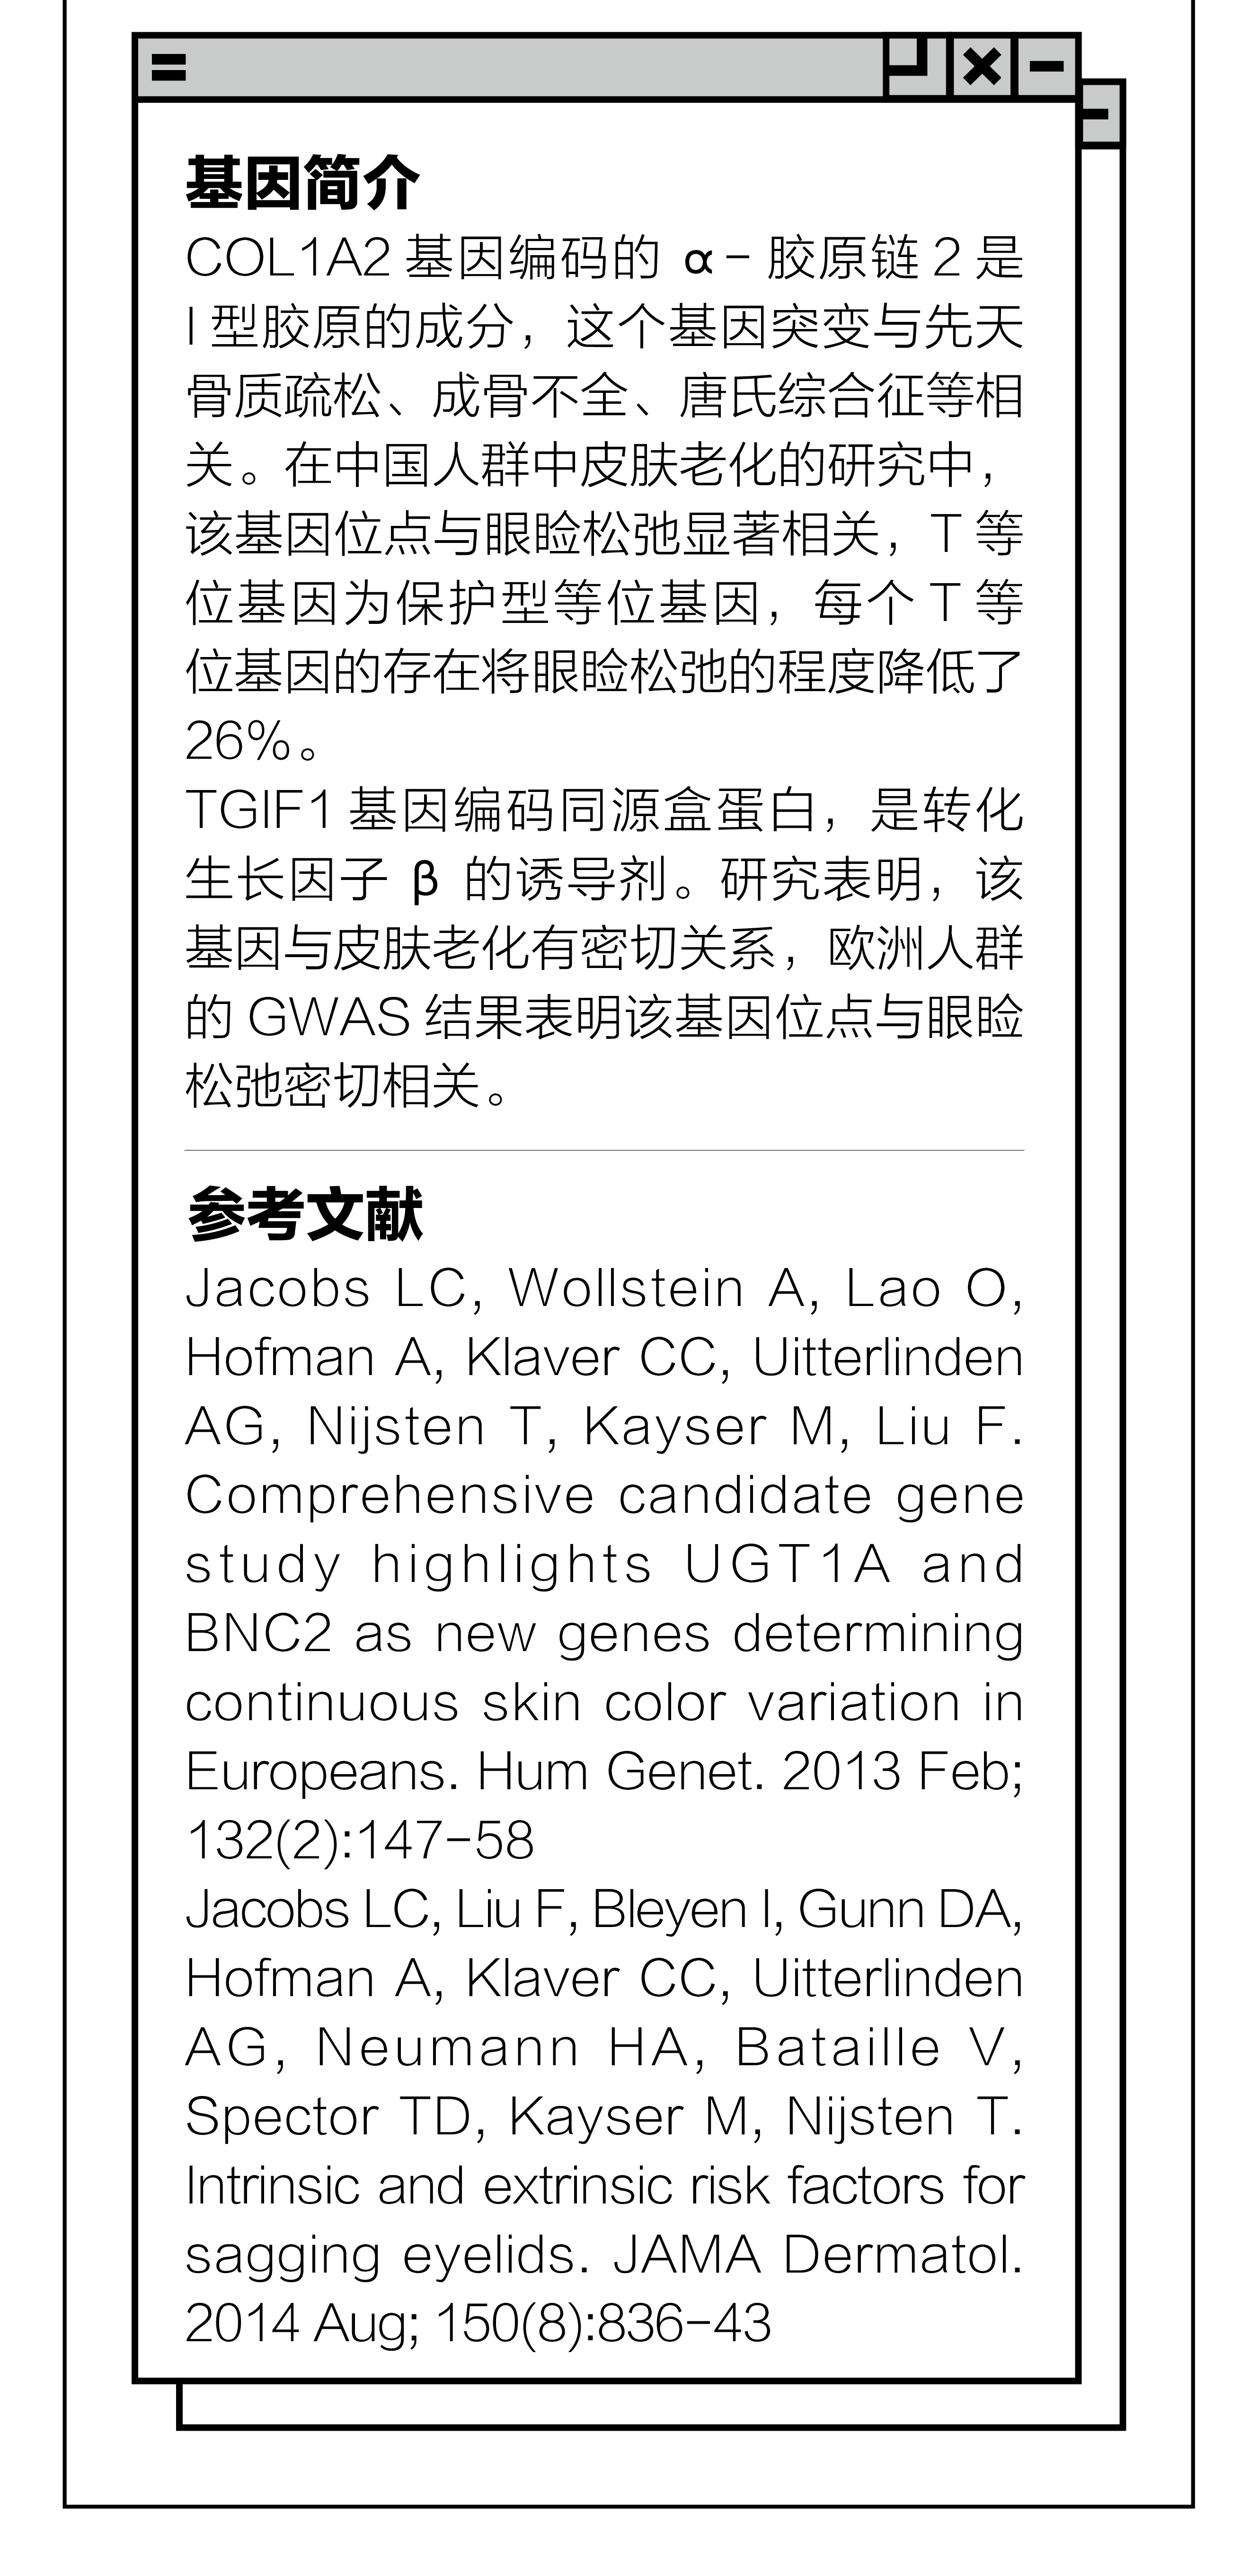 基因简介
COL1A2 基因编码的 α- 胶原链 2 是
I 型胶原的成分，这个基因突变与先天
骨质疏松、成骨不全、唐氏综合征等相
关。在中国人群中皮肤老化的研究中，
该基因位点与眼睑松弛显著相关，T 等
位基因为保护型等位基因，每个 T 等
位基因的存在将眼睑松弛的程度降低了
26%。
TGIF1 基因编码同源盒蛋白，是转化
生长因子 β 的诱导剂。研究表明，该
基因与皮肤老化有密切关系，欧洲人群
的 GWAS 结果表明该基因位点与眼睑
松弛密切相关。
参考文献
Jacobs LC, Wollstein A, Lao O,
Hofman A, Klaver CC, Uitterlinden
AG, Nijsten T, Kayser M, Liu F.
Comprehensive candidate gene
study highlights UGT1A and
BNC2 as new genes determining
continuous skin color variation in
Europeans. Hum Genet. 2013 Feb;
132(2):147-58
Jacobs LC, Liu F, Bleyen I, Gunn DA,
Hofman A, Klaver CC, Uitterlinden
AG, Neumann HA, Bataille V,
Spector TD, Kayser M, Nijsten T.
Intrinsic and extrinsic risk factors for
sagging eyelids. JAMA Dermatol.
2014 Aug; 150(8):836-43